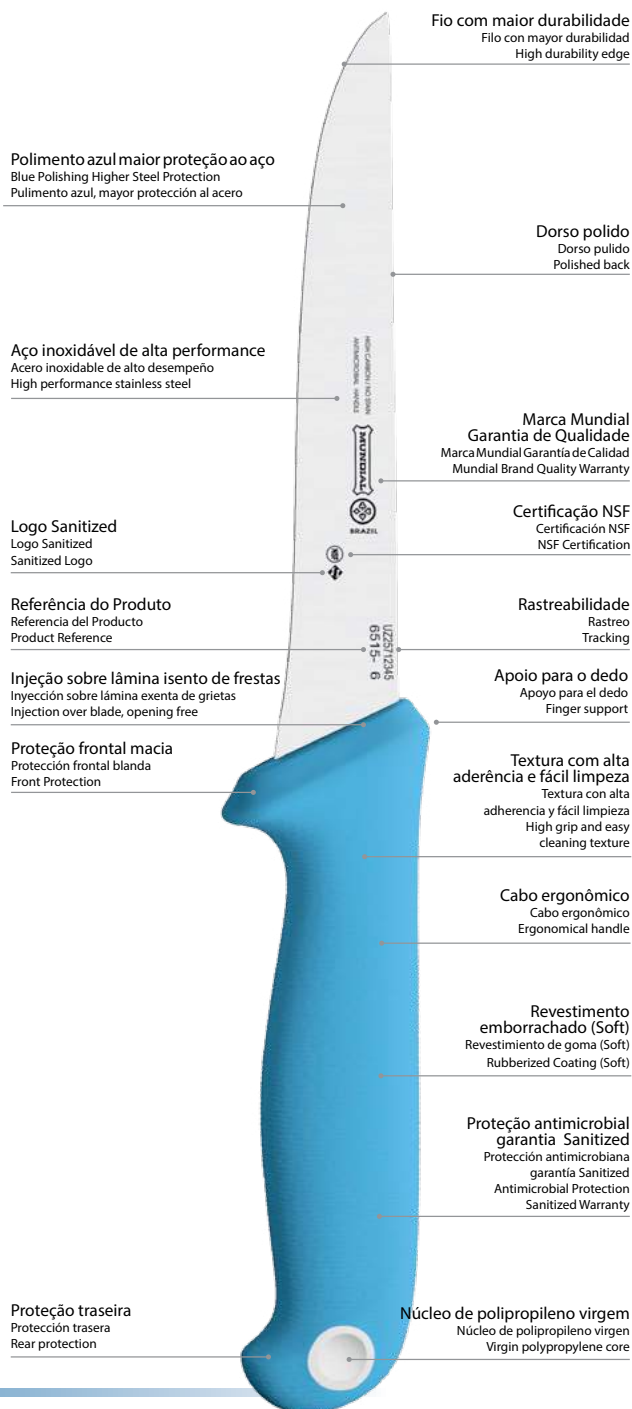 Fio com maior durabilidade
Filo con mayor durabilidad
High durability edge
Polimento azul maior proteção ao aço
Blue Polishing Higher Steel Protection
Pulimento azul, mayor protección al acero
Dorso polido
Dorso pulido
Polished back
Aço inoxidável de alta performance
Acero inoxidable de alto desempeño
High performance stainless steel
HIGH CARBON / NO STAIN
ANTIMICROBIAL HANDLE
MUNDIAL
BRAZIL
NSF
Marca Mundial
Garantia de Qualidade
Marca Mundial Garantía de Calidad
Mundial Brand Quality Warranty
Certificação NSF
Certificación NSF
NSF Certification
Logo Sanitized
Logo Sanitized
Sanitized Logo
Referência do Produto
Referencia del Producto
Product Reference
UZ25712345
6515- 6
Rastreabilidade
Rastreo
Tracking
Injeção sobre lâmina isento de frestas
Inyección sobre lámina exenta de grietas
Injection over blade, opening free
Apoio para o dedo
Apoyo para el dedo
Finger support
Proteção frontal macia
Protección frontal blanda
Front Protection
Textura com alta
aderência e fácil limpeza
Textura con alta
adherencia y fácil limpieza
High grip and easy
cleaning texture
Cabo ergonômico
Cabo ergonômico
Ergonomical handle
Revestimento
emborrachado (Soft)
Revestimiento de goma (Soft)
Rubberized Coating (Soft)
Proteção antimicrobial
garantia Sanitized
Protección antimicrobiana
garantía Sanitized
Antimicrobial Protection
Sanitized Warranty
Proteção traseira
Protección trasera
Rear protection
Núcleo de polipropileno virgem
Núcleo de polipropileno virgen
Virgin polypropylene core